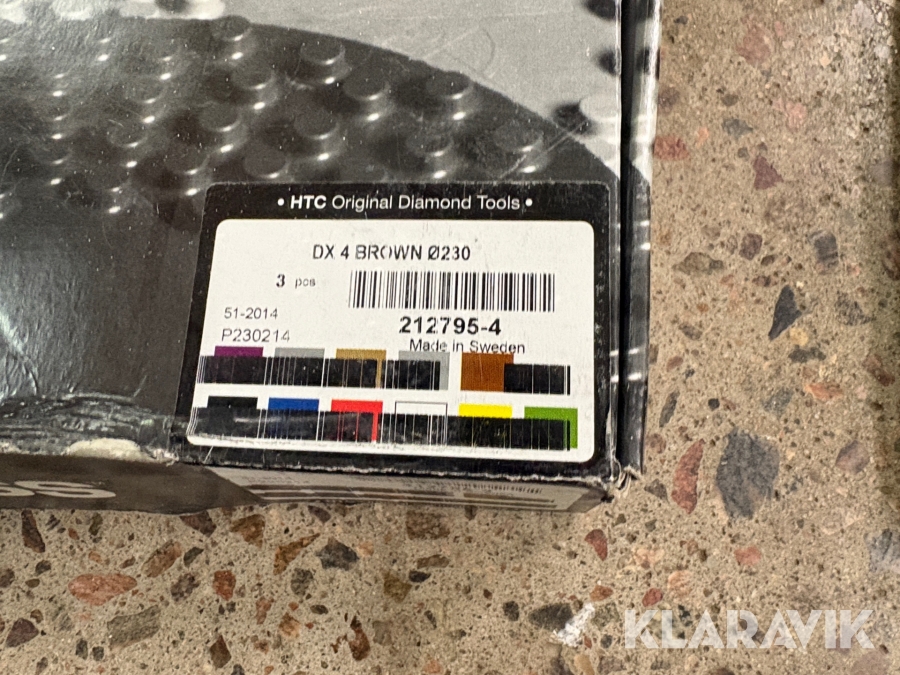 • HTC Original Diamond Tools •
DX 4 BROWN Ø230
3 pcs
51-2014
212795-4
P230214
Made in Sweden
KLARAVIK